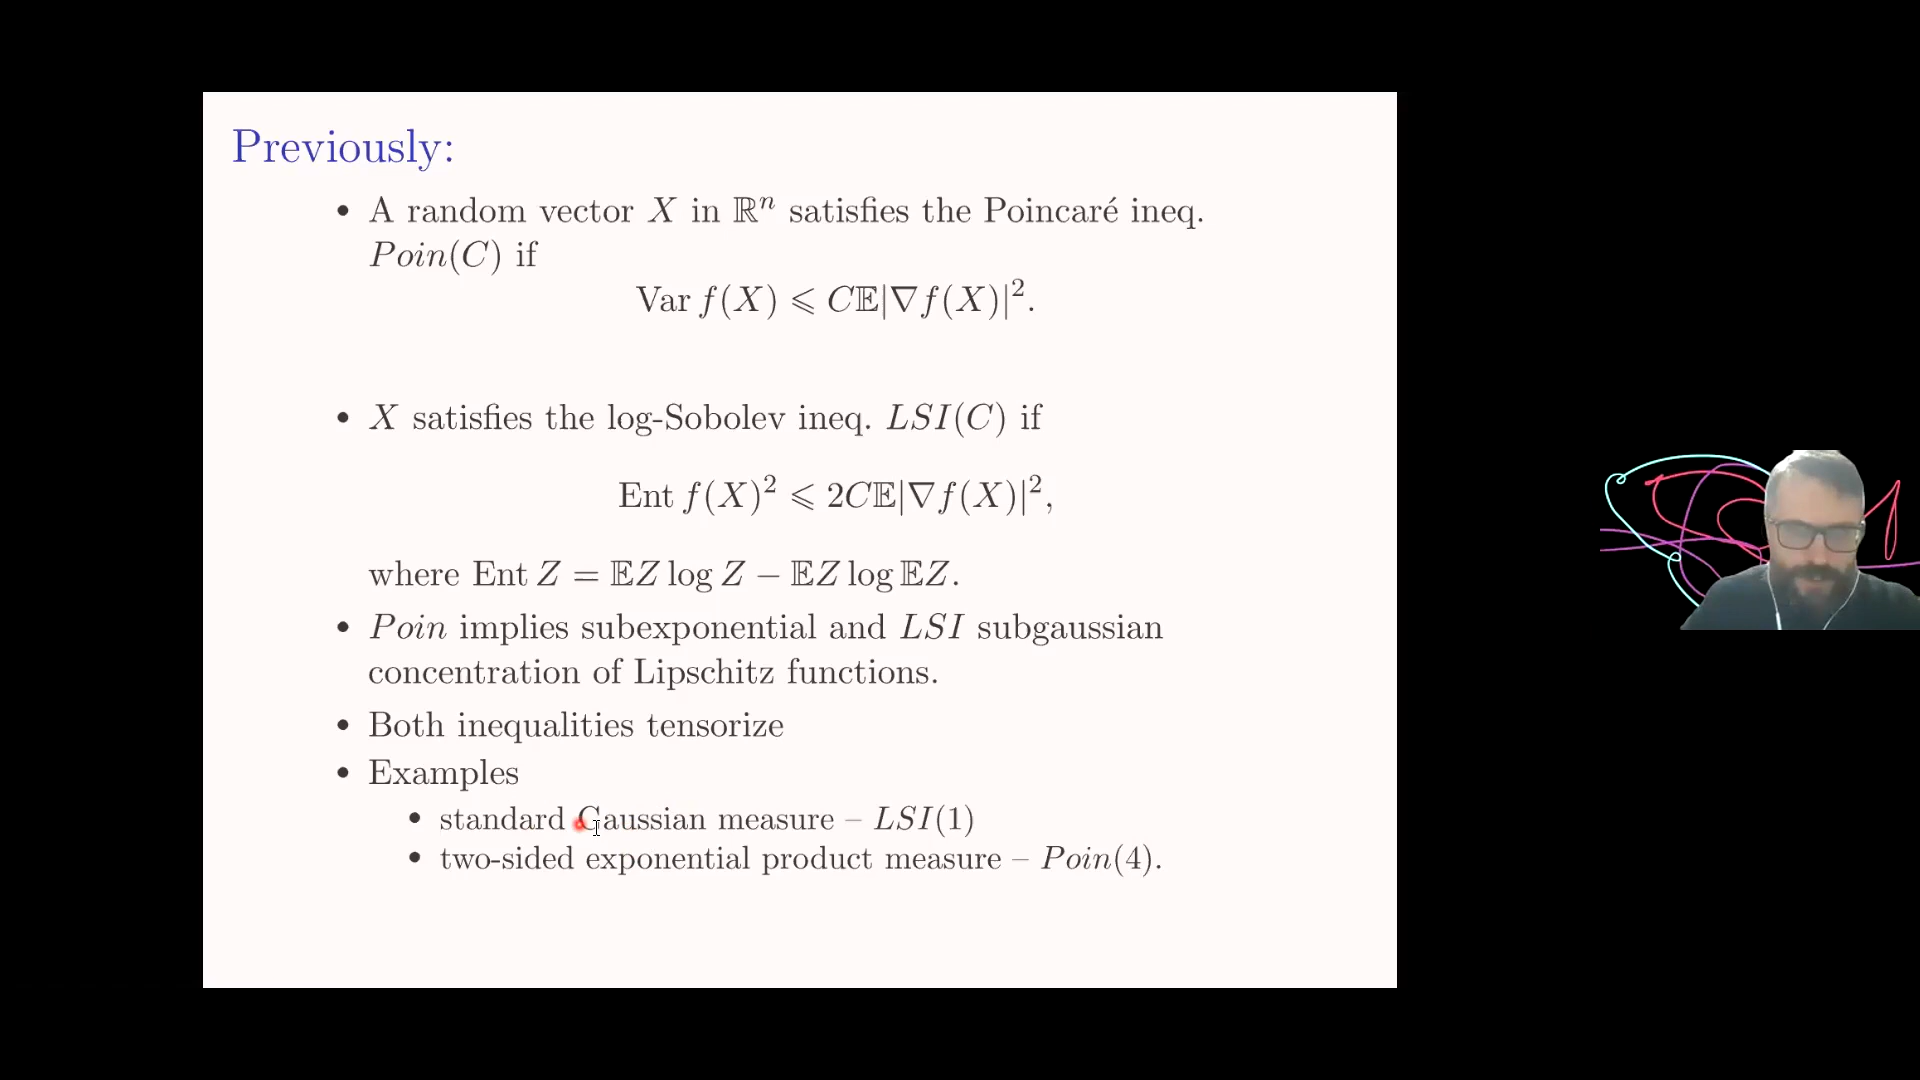 Previously:
• A random vector X in ℝⁿ satisfies the Poincaré ineq.
Poin(C) if
Var f(X) ⩽ C𝔼|∇f(X)|².
• X satisfies the log-Sobolev ineq. LSI(C) if
Ent f(X)² ⩽ 2C𝔼|∇f(X)|²,
where Ent Z = 𝔼Z log Z − 𝔼Z log 𝔼Z.
• Poin implies subexponential and LSI subgaussian
concentration of Lipschitz functions.
• Both inequalities tensorize
• Examples
• standard Gaussian measure – LSI(1)
• two-sided exponential product measure – Poin(4).